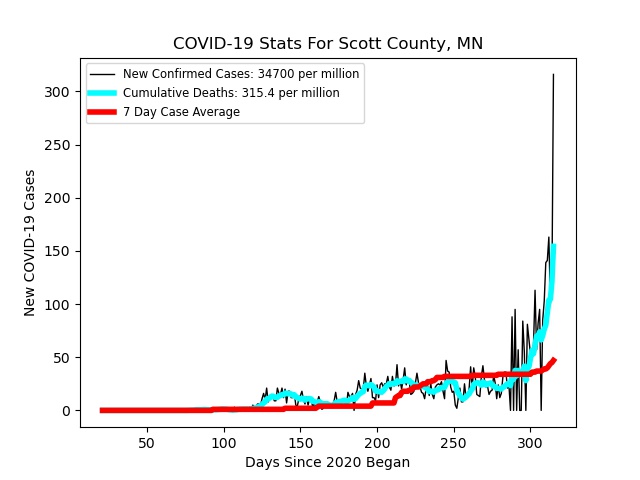 COVID-19 Stats For Scott County, MN
New Confirmed Cases: 34700 per million
Cumulative Deaths: 315.4 per million
7 Day Case Average
New COVID-19 Cases
300
250
200
150
100
50
0
50 100 150 200 250 300
Days Since 2020 Began